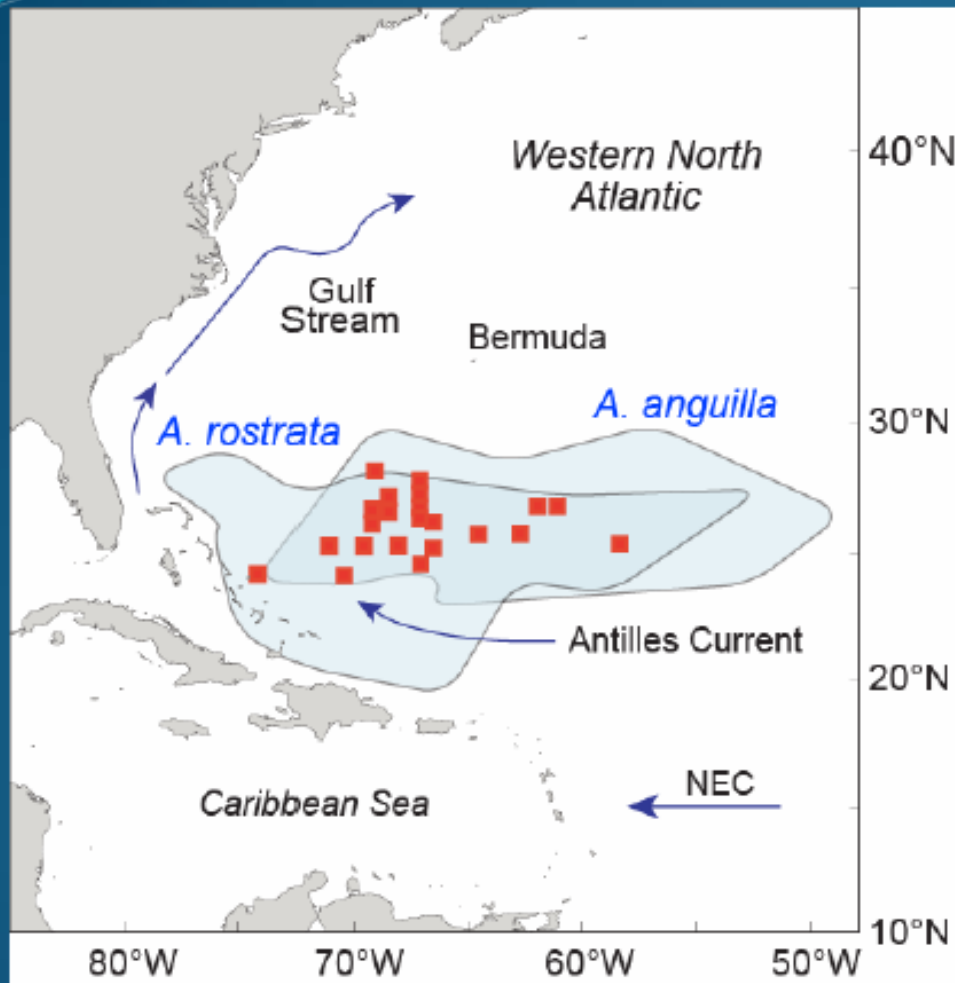 Western North
Atlantic
40°N
Gulf
Stream
Bermuda
A. anguilla
A. rostrata
30°N
Antilles Current
20°N
NEC
Caribbean Sea
10°N
80°W
70°W
60°W
50°W